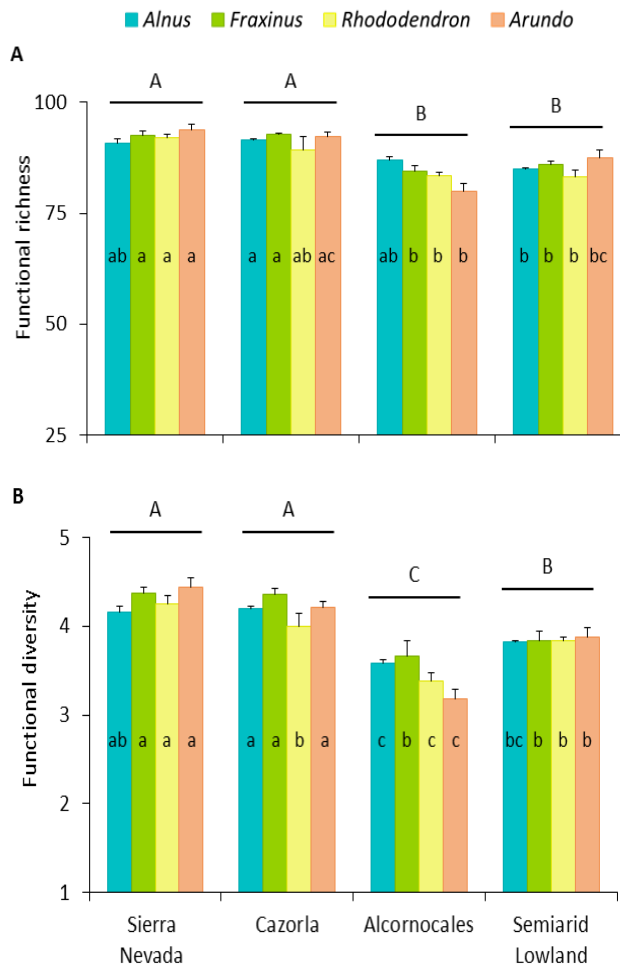 Alnus Fraxinus Rhododendron Arundo
A
A A B B
100
75
50
25
Functional richness
ab a a a a a ab ac ab b b b b b b bc
B
A A C B
5
4
3
2
1
Functional diversity
ab a a a a a b a c b c c bc b b b
Sierra Nevada
Cazorla
Alcornocales
Semiarid Lowland